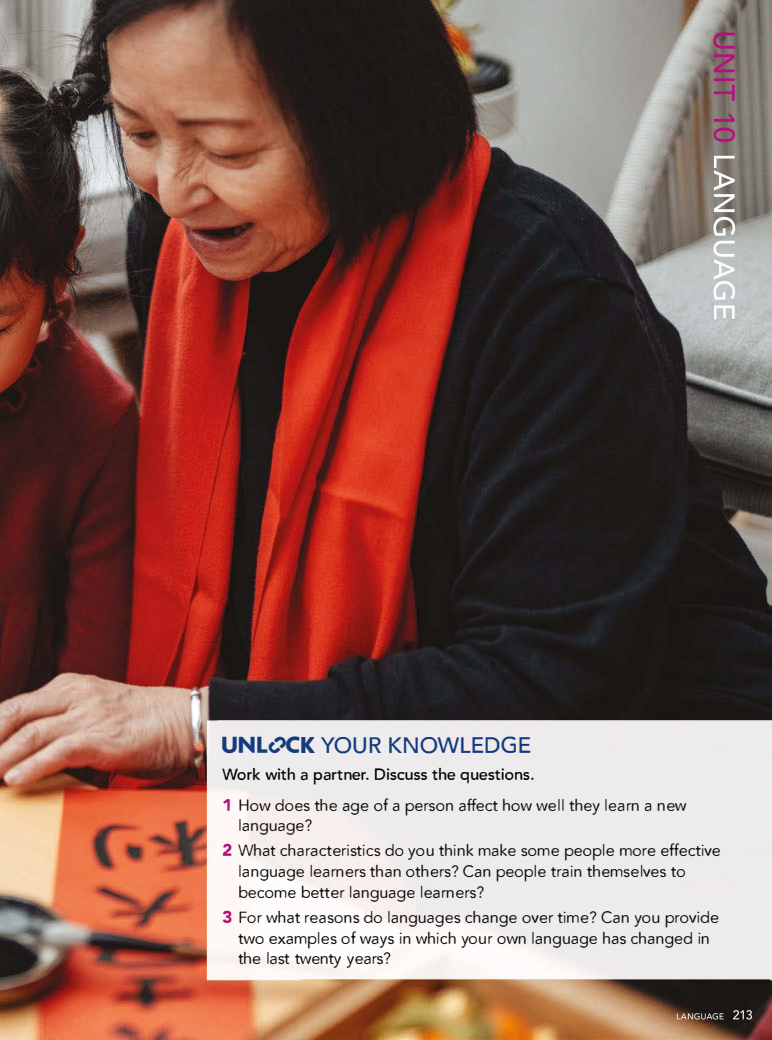 UNIT 10 LANGUAGE
UNLOCK YOUR KNOWLEDGE
Work with a partner. Discuss the questions.
1 How does the age of a person affect how well they learn a new
language?
2 What characteristics do you think make some people more effective
language learners than others? Can people train themselves to
become better language learners?
3 For what reasons do languages change over time? Can you provide
two examples of ways in which your own language has changed in
the last twenty years?
LANGUAGE 213